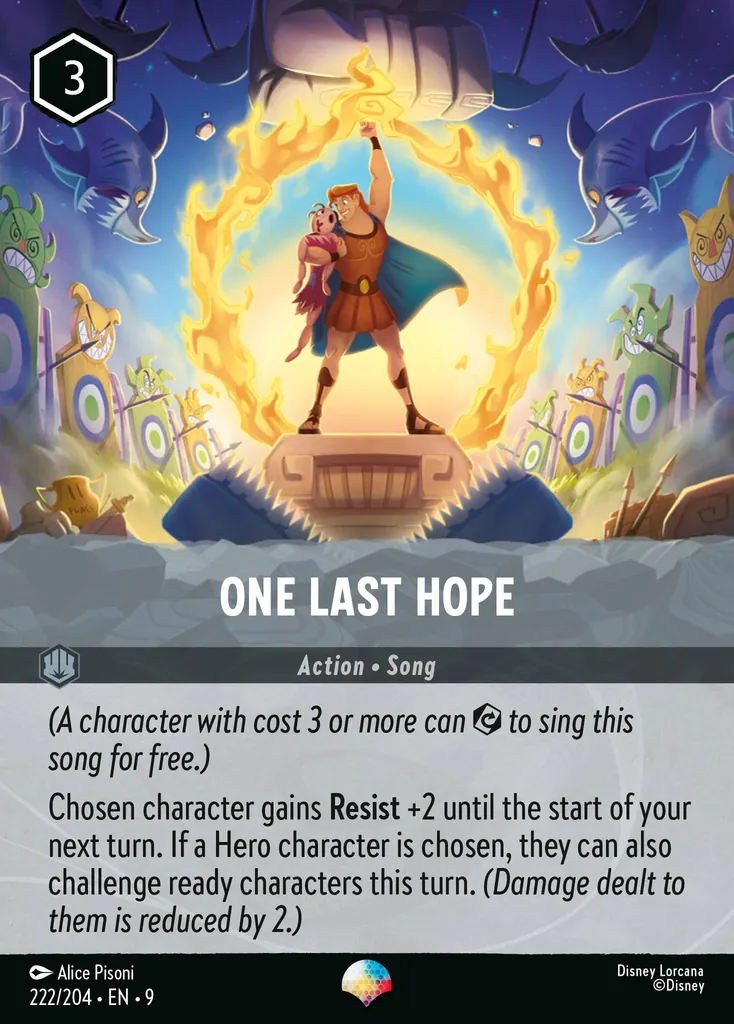 3
ONE LAST HOPE
Action • Song
(A character with cost 3 or more can to sing this
song for free.)
Chosen character gains Resist +2 until the start of your
next turn. If a Hero character is chosen, they can also
challenge ready characters this turn. (Damage dealt to
them is reduced by 2.)
Alice Pisoni
222/204 • EN • 9
Disney Lorcana
©Disney